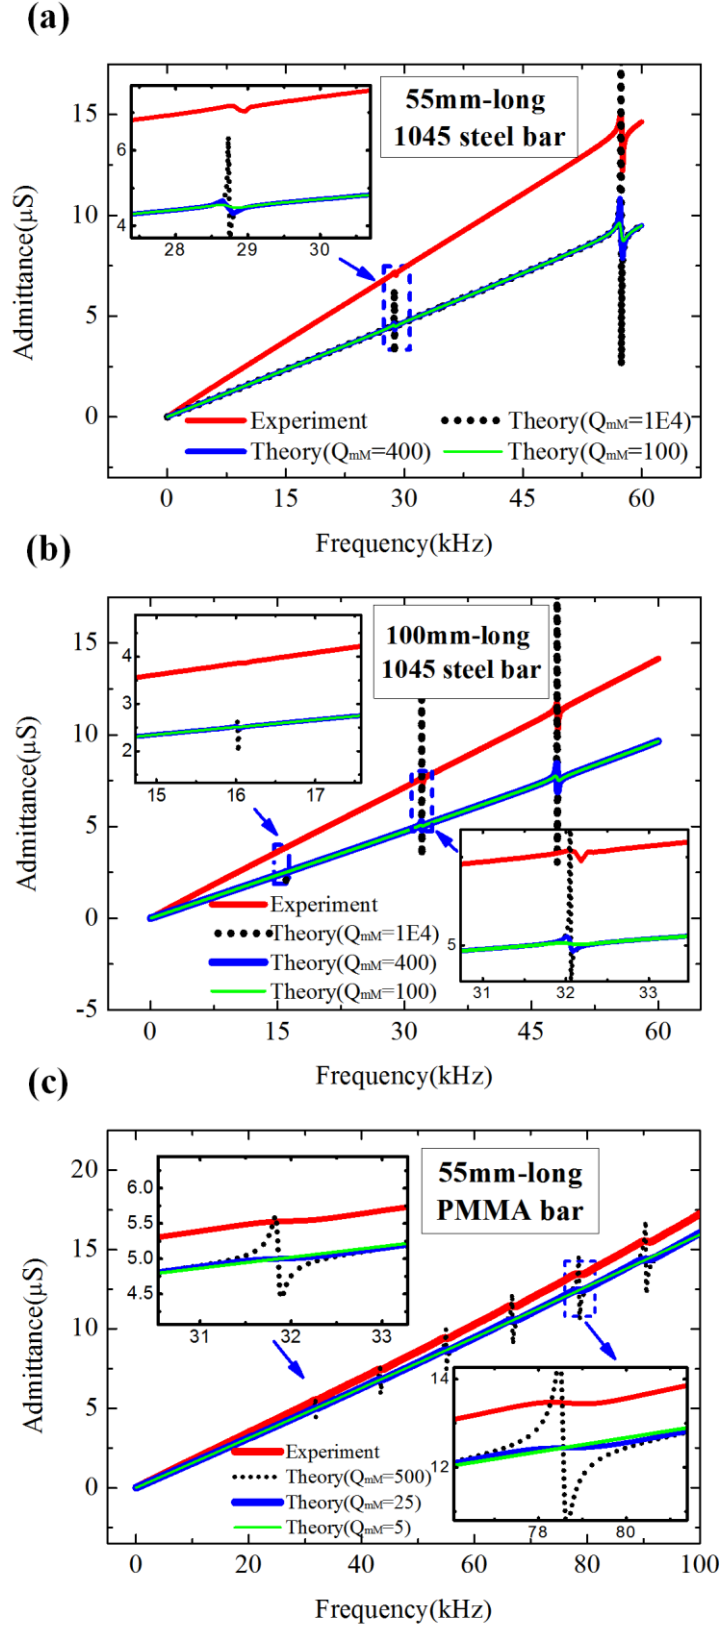 (a)
55mm-long
1045 steel bar
6
4
28 29 30
15
10
5
0
Admittance(μS)
Experiment
Theory(QmM=1E4)
Theory(QmM=400)
Theory(QmM=100)
0 15 30 45 60
Frequency(kHz)
(b)
100mm-long
1045 steel bar
4
3
2
15 16 17
15
10
5
0
-5
Admittance(μS)
5
31 32 33
Experiment
Theory(QmM=1E4)
Theory(QmM=400)
Theory(QmM=100)
0 15 30 45 60
Frequency(kHz)
(c)
55mm-long
PMMA bar
6.0
5.5
5.0
4.5
31 32 33
20
15
10
5
0
Admittance(μS)
14
12
78 80
Experiment
Theory(QmM=500)
Theory(QmM=25)
Theory(QmM=5)
0 20 40 60 80 100
Frequency(kHz)